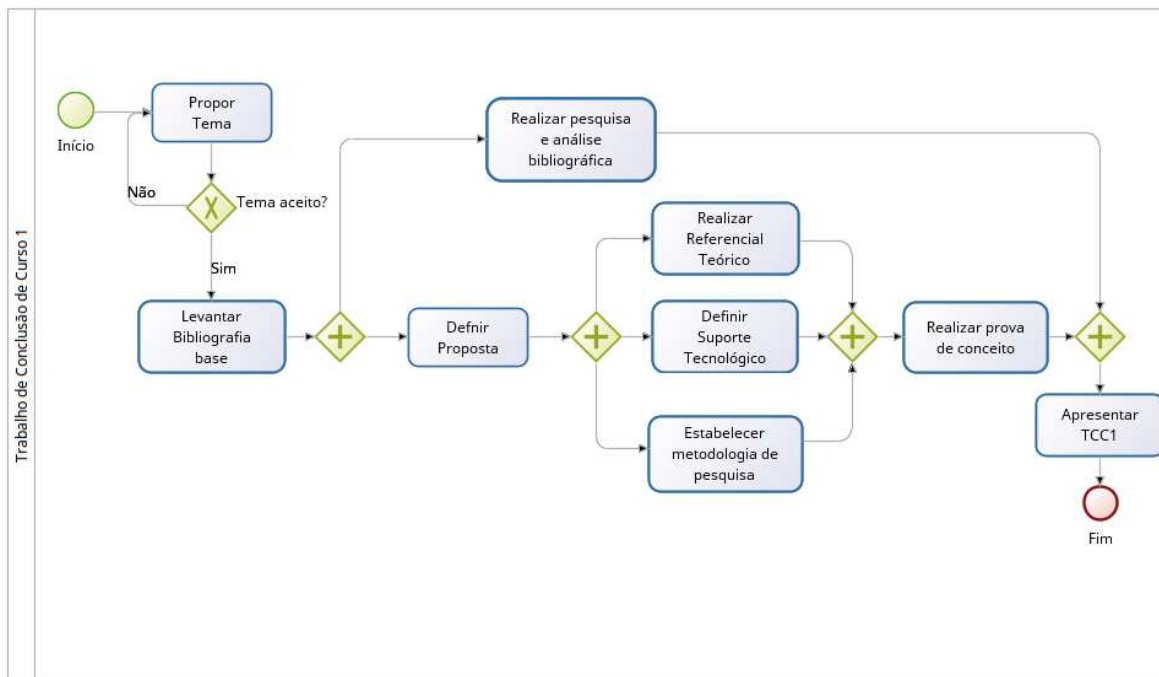 Trabalho de Conclusão de Curso 1
Início
Propor
Tema
Não
Tema aceito?
Sim
Levantar
Bibliografia
base
Realizar pesquisa
e análise
bibliográfica
Defnir
Proposta
Realizar
Referencial
Teórico
Definir
Suporte
Tecnológico
Estabelecer
metodologia de
pesquisa
Realizar prova
de conceito
Apresentar
TCC1
Fim